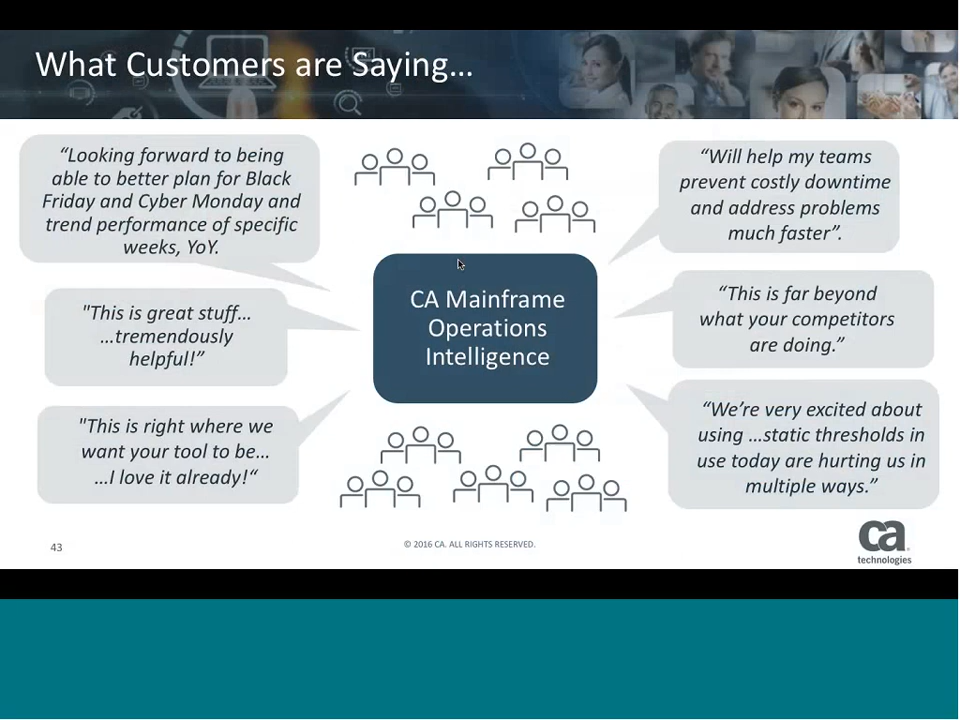 What Customers are Saying...
“Looking forward to being
able to better plan for Black
Friday and Cyber Monday and
trend performance of specific
weeks, YoY.
"This is great stuff...
...tremendously
helpful!”
"This is right where we
want your tool to be...
...I love it already!“
CA Mainframe
Operations
Intelligence
“Will help my teams
prevent costly downtime
and address problems
much faster”.
“This is far beyond
what your competitors
are doing.”
“We’re very excited about
using ...static thresholds in
use today are hurting us in
multiple ways.”
43
© 2016 CA. ALL RIGHTS RESERVED.
ca
technologies